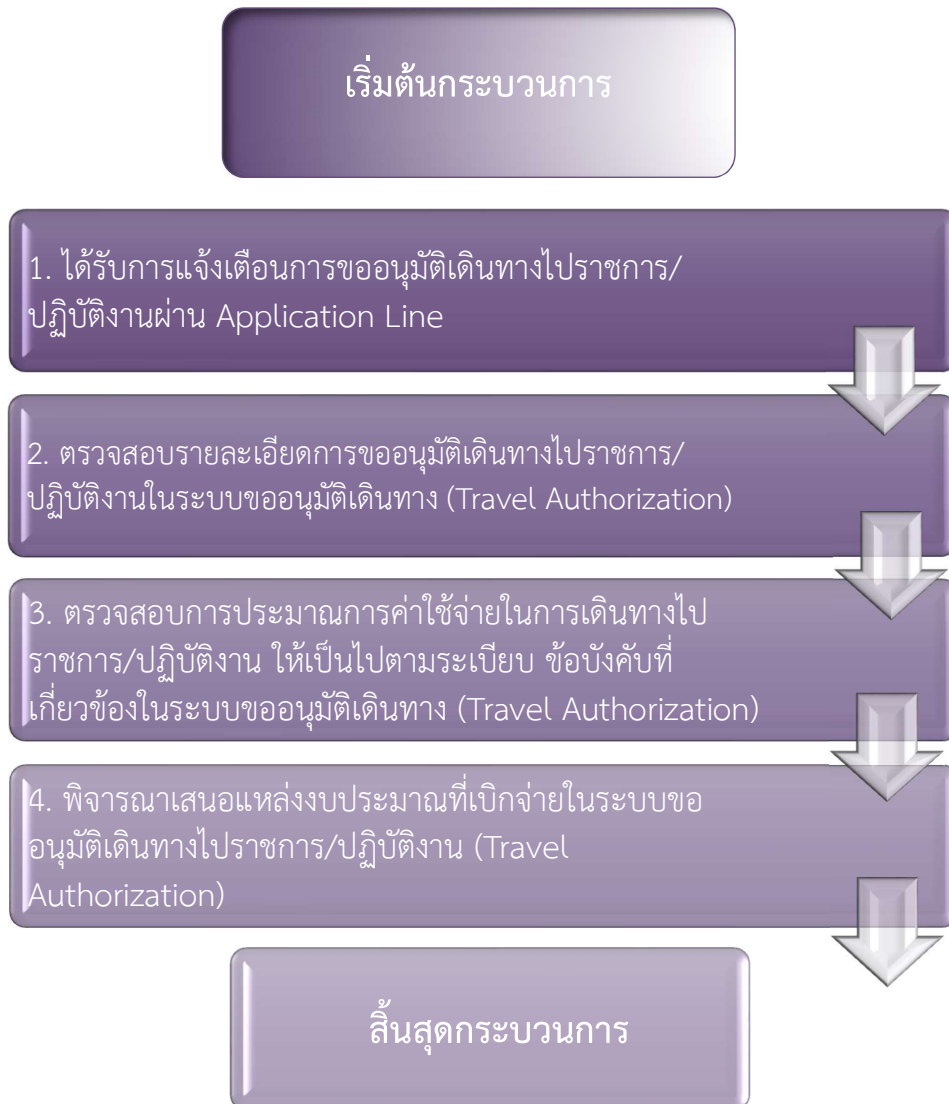 เริ่มต้นกระบวนการ
1. ได้รับการแจ้งเตือนการขออนุมัติเดินทางไปราชการ/
ปฏิบัติงานผ่าน Application Line
2. ตรวจสอบรายละเอียดการขออนุมัติเดินทางไปราชการ/
ปฏิบัติงานในระบบขออนุมัติเดินทาง (Travel Authorization)
3. ตรวจสอบการประมาณการค่าใช้จ่ายในการเดินทางไป
ราชการ/ปฏิบัติงาน ให้เป็นไปตามระเบียบ ข้อบังคับที่
เกี่ยวข้องในระบบขออนุมัติเดินทาง (Travel Authorization)
4. พิจารณาเสนอแหล่งงบประมาณที่เบิกจ่ายในระบบขอ
อนุมัติเดินทางไปราชการ/ปฏิบัติงาน (Travel
Authorization)
สิ้นสุดกระบวนการ